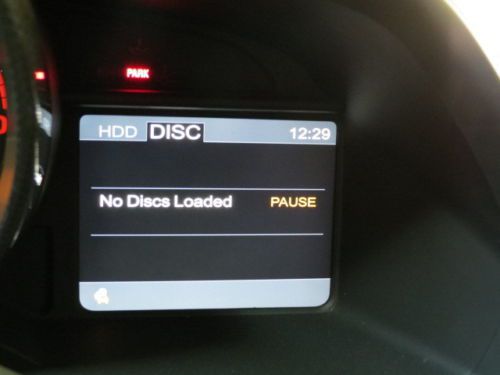 PARK
HDD DISC 12:29
No Discs Loaded PAUSE